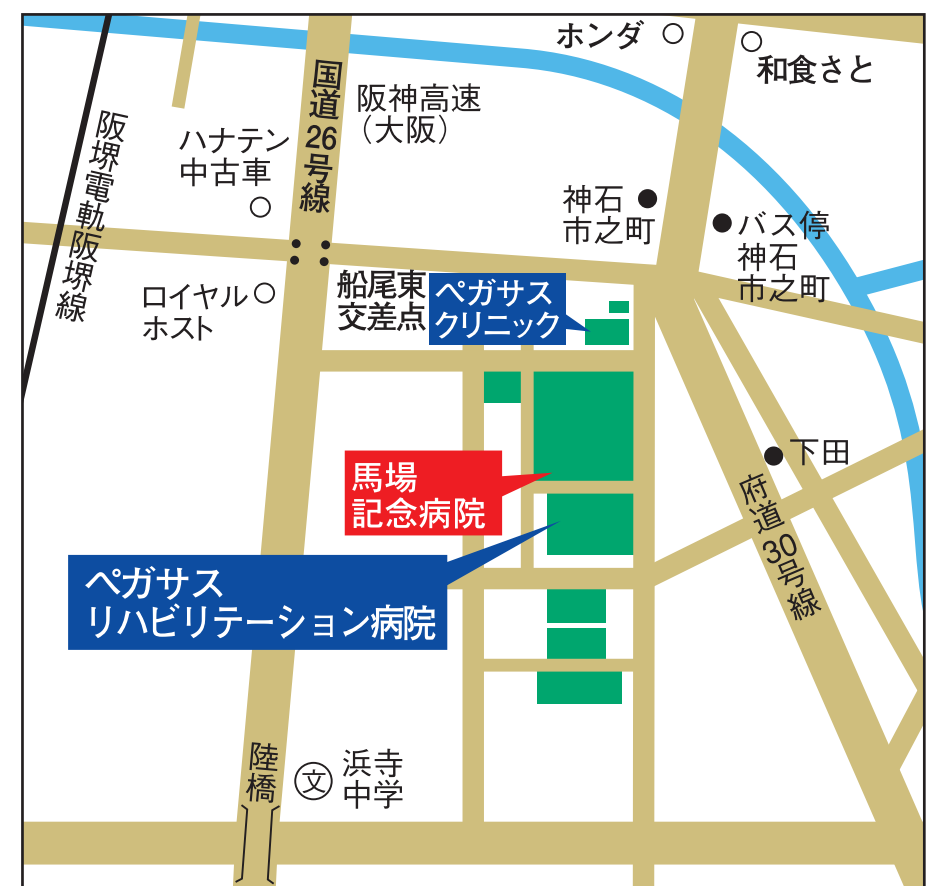 ホンダ
和食さと
国道26号線
阪神高速
（大阪）
阪堺電軌阪堺線
ハナテン
中古車
神石
市之町
バス停
神石
市之町
船尾東
交差点
ペガサス
クリニック
ロイヤル
ホスト
下田
馬場
記念病院
府道30号線
ペガサス
リハビリテーション病院
陸橋
文
浜寺
中学